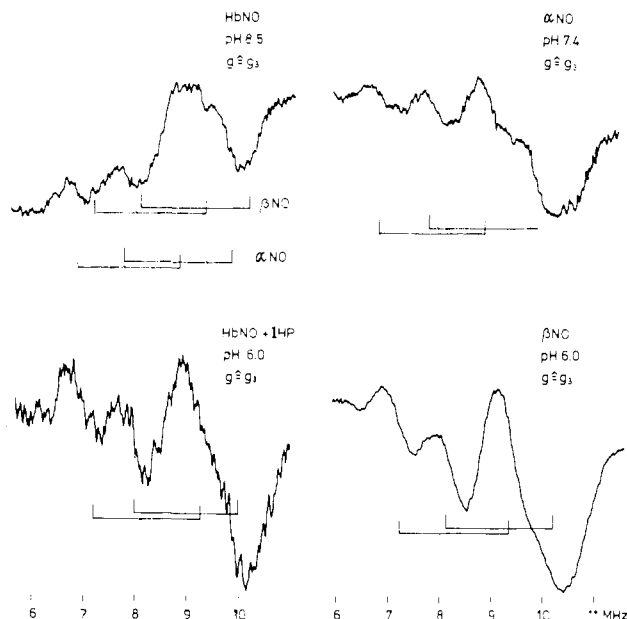 HbNO
pH 8.5
g ≙ g₃
αNO
pH 7.4
g ≙ g₃
βNO
αNO
HbNO + IHP
pH 6.0
g ≙ g₃
βNO
pH 6.0
g ≙ g₃
6 7 8 9 10
6 7 8 9 10 MHz